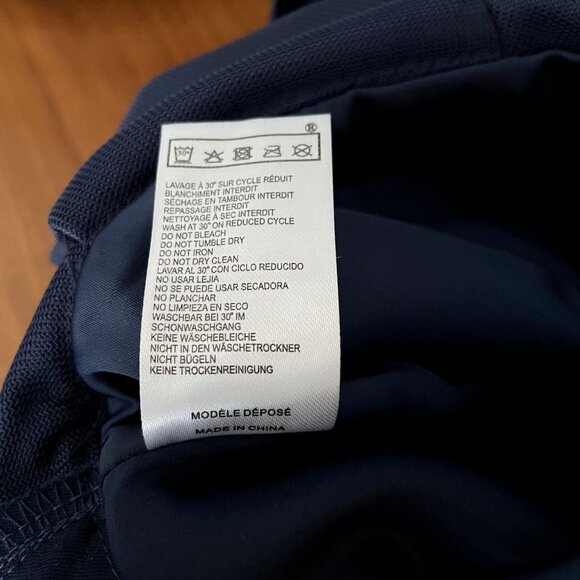 ®
30°
LAVAGE À 30° SUR CYCLE RÉDUIT
BLANCHIMENT INTERDIT
SÉCHAGE EN TAMBOUR INTERDIT
REPASSAGE INTERDIT
NETTOYAGE À SEC INTERDIT
WASH AT 30° ON REDUCED CYCLE
DO NOT BLEACH
DO NOT TUMBLE DRY
DO NOT IRON
DO NOT DRY CLEAN
LAVAR AL 30° CON CICLO REDUCIDO
NO USAR LEJIA
NO SE PUEDE USAR SECADORA
NO PLANCHAR
NO LIMPIEZA EN SECO
WASCHBAR BEI 30° IM
SCHONWASCHGANG
KEINE WÄSCHEBLEICHE
NICHT IN DEN WÄSCHETROCKNER
NICHT BÜGELN
KEINE TROCKENREINIGUNG
MODÈLE DÉPOSÉ
MADE IN CHINA